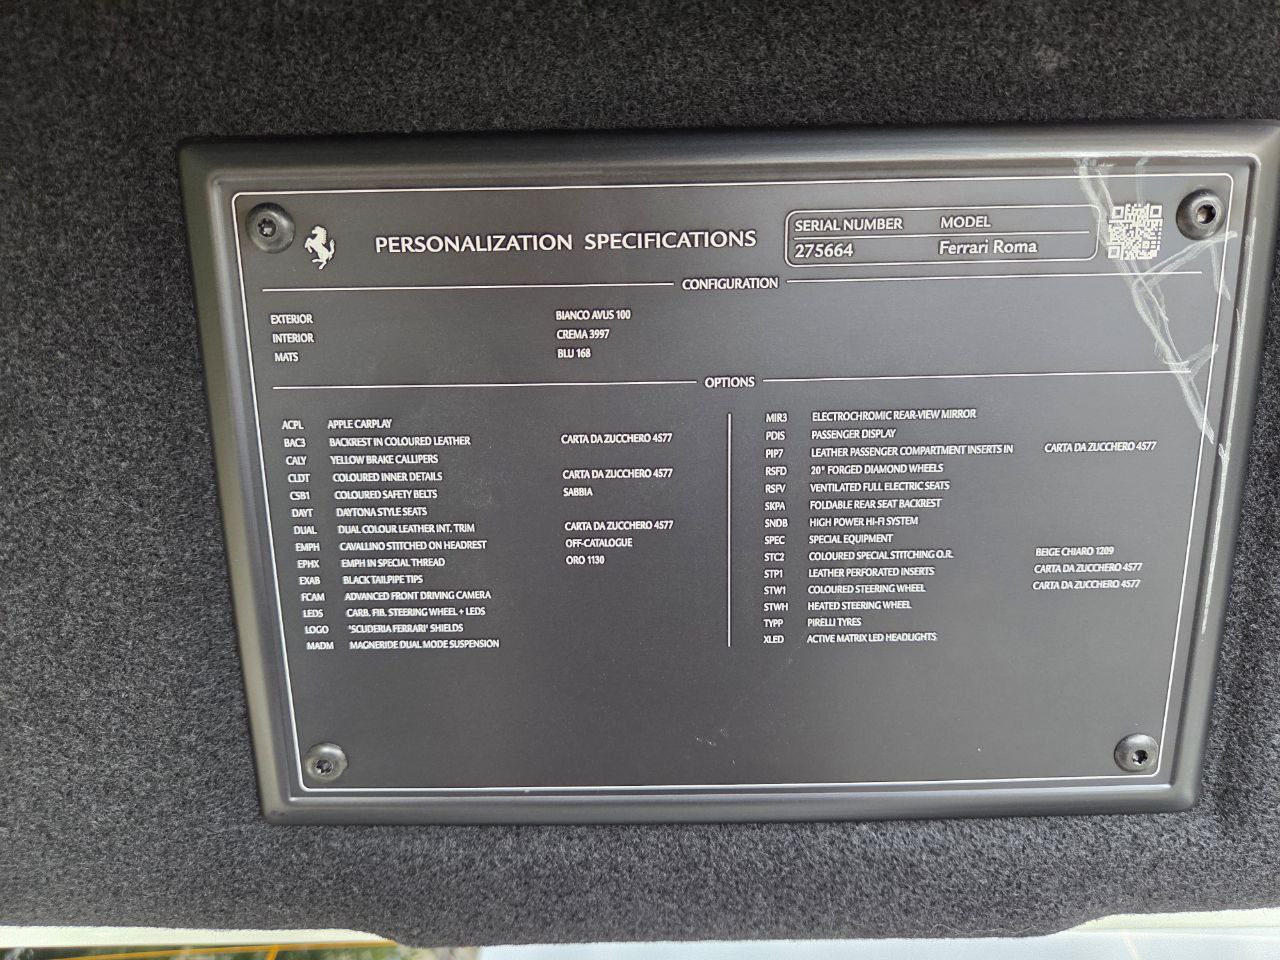 PERSONALIZATION SPECIFICATIONS
SERIAL NUMBER MODEL
275664 Ferrari Roma
CONFIGURATION
EXTERIOR BIANCO AVUS 100
INTERIOR CREMA 3997
MATS BLU 168
OPTIONS
ACPL APPLE CARPLAY
BAC3 BACKREST IN COLOURED LEATHER CARTA DA ZUCCHERO 4577
CALY YELLOW BRAKE CALLIPERS
CLDT COLOURED INNER DETAILS CARTA DA ZUCCHERO 4577
CSB1 COLOURED SAFETY BELTS SABBIA
DAYT DAYTONA STYLE SEATS
DUAL DUAL COLOUR LEATHER INT. TRIM CARTA DA ZUCCHERO 4577
EMPH CAVALLINO STITCHED ON HEADREST OFF-CATALOGUE
EPHX EMPH IN SPECIAL THREAD ORO 1130
EXAB BLACK TAILPIPE TIPS
FCAM ADVANCED FRONT DRIVING CAMERA
LEDS CARB. FIB. STEERING WHEEL + LEDS
LOGO "SCUDERIA FERRARI" SHIELDS
MADM MAGNERIDE DUAL MODE SUSPENSION
MIR3 ELECTROCHROMIC REAR-VIEW MIRROR
PDIS PASSENGER DISPLAY
PIP7 LEATHER PASSENGER COMPARTMENT INSERTS IN CARTA DA ZUCCHERO 4577
RSFD 20" FORGED DIAMOND WHEELS
RSFV VENTILATED FULL ELECTRIC SEATS
SKPA FOLDABLE REAR SEAT BACKREST
SNDB HIGH POWER HI-FI SYSTEM
SPEC SPECIAL EQUIPMENT
STC2 COLOURED SPECIAL STITCHING O.R. BEIGE CHIARO 1209
STP1 LEATHER PERFORATED INSERTS CARTA DA ZUCCHERO 4577
STW1 COLOURED STEERING WHEEL CARTA DA ZUCCHERO 4577
STWH HEATED STEERING WHEEL
TYPP PIRELLI TYRES
XLED ACTIVE MATRIX LED HEADLIGHTS